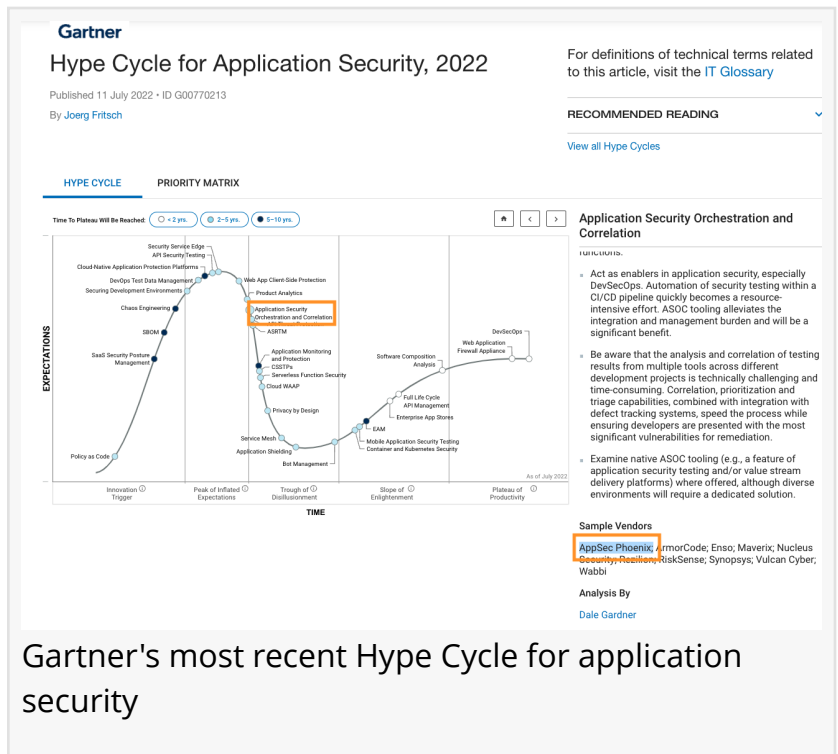 Gartner
Hype Cycle for Application Security, 2022
Published 11 July 2022 • ID G00770213
By Joerg Fritsch
For definitions of technical terms related
to this article, visit the IT Glossary
RECOMMENDED READING
View all Hype Cycles
HYPE CYCLE
PRIORITY MATRIX
Time To Plateau Will Be Reached:
< 2 yrs.
2–5 yrs.
5–10 yrs.
EXPECTATIONS
Policy as Code
SaaS Security Posture
Management
SBOM
Chaos Engineering
Securing Development Environments
DevOps Test Data Management
Cloud-Native Application Protection Platforms
API Security Testing
Security Service Edge
Web App Client-Side Protection
Product Analytics
Application Security
Orchestration and Correlation
ASRTM
Application Monitoring
and Protection
CSSTPs
Serverless Function Security
Cloud WAAP
Privacy by Design
Service Mesh
Application Shielding
Bot Management
Container and Kubernetes Security
Mobile Application Security Testing
EAM
Enterprise App Stores
Full Life Cycle
API Management
Software Composition
Analysis
Web Application
Firewall Appliance
DevSecOps
As of July 2022
Innovation
Trigger
Peak of Inflated
Expectations
Trough of
Disillusionment
Slope of
Enlightenment
Plateau of
Productivity
TIME
Application Security Orchestration and
Correlation
functions.
Act as enablers in application security, especially
DevSecOps. Automation of security testing within a
CI/CD pipeline quickly becomes a resource-
intensive effort. ASOC tooling alleviates the
integration and management burden and will be a
significant benefit.
Be aware that the analysis and correlation of testing
results from multiple tools across different
development projects is technically challenging and
time-consuming. Correlation, prioritization and
triage capabilities, combined with integration with
defect tracking systems, speed the process while
ensuring developers are presented with the most
significant vulnerabilities for remediation.
Examine native ASOC tooling (e.g., a feature of
application security testing and/or value stream
delivery platforms) where offered, although diverse
environments will require a dedicated solution.
Sample Vendors
AppSec Phoenix; ArmorCode; Enso; Maverix; Nucleus
Security; Rezilion; RiskSense; Synopsys; Vulcan Cyber;
Wabbi
Analysis By
Dale Gardner
Gartner's most recent Hype Cycle for application
security